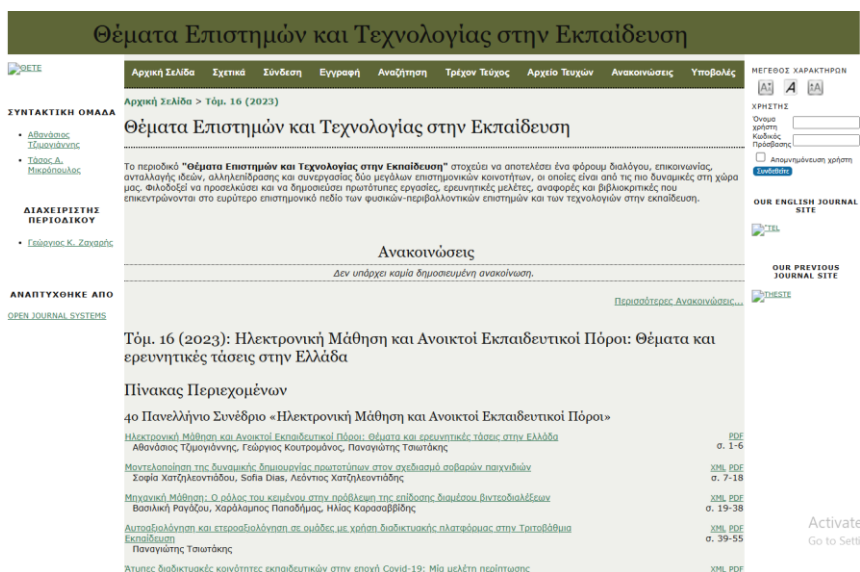 Θέματα Επιστημών και Τεχνολογίας στην Εκπαίδευση
ΘΕΤΕ
Αρχική Σελίδα Σχετικά Σύνδεση Εγγραφή Αναζήτηση Τρέχον Τεύχος Αρχείο Τευχών Ανακοινώσεις Υποβολές
ΣΥΝΤΑΚΤΙΚΗ ΟΜΑΔΑ
Αθανάσιος
Τζιμογιάννης
Τάσος Α.
Μικρόπουλος
ΔΙΑΧΕΙΡΙΣΤΗΣ
ΠΕΡΙΟΔΙΚΟΥ
Γεώργιος Κ. Ζαχαρής
ΑΝΑΠΤΥΧΘΗΚΕ ΑΠΟ
OPEN JOURNAL SYSTEMS
Αρχική Σελίδα > Τόμ. 16 (2023)
Θέματα Επιστημών και Τεχνολογίας στην Εκπαίδευση
Το περιοδικό "Θέματα Επιστημών και Τεχνολογίας στην Εκπαίδευση" στοχεύει να αποτελέσει ένα φόρουμ διαλόγου, επικοινωνίας,
ανταλλαγής ιδεών, αλληλεπίδρασης και συνεργασίας δύο μεγάλων επιστημονικών κοινοτήτων, οι οποίες είναι από τις πιο δυναμικές στη χώρα
μας. Φιλοδοξεί να προσελκύσει και να δημοσιεύσει πρωτότυπες εργασίες, ερευνητικές μελέτες, αναφορές και βιβλιοκριτικές που
επικεντρώνονται στο ευρύτερο επιστημονικό πεδίο των φυσικών-περιβαλλοντικών επιστημών και των τεχνολογιών στην εκπαίδευση.
Ανακοινώσεις
Δεν υπάρχει καμία δημοσιευμένη ανακοίνωση.
Περισσότερες Ανακοινώσεις...
Τόμ. 16 (2023): Ηλεκτρονική Μάθηση και Ανοικτοί Εκπαιδευτικοί Πόροι: Θέματα και
ερευνητικές τάσεις στην Ελλάδα
Πίνακας Περιεχομένων
4ο Πανελλήνιο Συνέδριο «Ηλεκτρονική Μάθηση και Ανοικτοί Εκπαιδευτικοί Πόροι»
Ηλεκτρονική Μάθηση και Ανοικτοί Εκπαιδευτικοί Πόροι: Θέματα και ερευνητικές τάσεις στην Ελλάδα PDF
Αθανάσιος Τζιμογιάννης, Γεώργιος Κουτρομάνος, Παναγιώτης Τσιωτάκης σ. 1-6
Μοντελοποίηση της δυναμικής δημιουργίας πρωτοτύπων στον σχεδιασμό σοβαρών παιχνιδιών XML PDF
Σοφία Χατζηλεοντιάδου, Sofia Dias, Λεόντιος Χατζηλεοντιάδης σ. 7-18
Μηχανική Μάθηση: Ο ρόλος του κειμένου στην πρόβλεψη της επίδοσης διαμέσου βιντεοδιαλέξεων XML PDF
Βασιλική Ραγάζου, Χαράλαμπος Παπαδήμας, Ηλίας Καρασαββίδης σ. 19-38
Αυτοαξιολόγηση και ετεροαξιολόγηση σε ομάδες με χρήση διαδικτυακής πλατφόρμας στην Τριτοβάθμια XML PDF
Εκπαίδευση σ. 39-55
Παναγιώτης Τσιωτάκης
Άτυπες διαδικτυακές κοινότητες εκπαιδευτικών στην εποχή Covid-19: Μία μελέτη περίπτωσης XML PDF
ΜΕΓΕΘΟΣ ΧΑΡΑΚΤΗΡΩΝ
ΧΡΗΣΤΗΣ
Όνομα
χρήστη
Κωδικός
Πρόσβασης
Απομνημόνευση χρήστη
Συνδεθείτε
OUR ENGLISH JOURNAL
SITE
OUR PREVIOUS
JOURNAL SITE
THESTE
Activate
Go to Setti